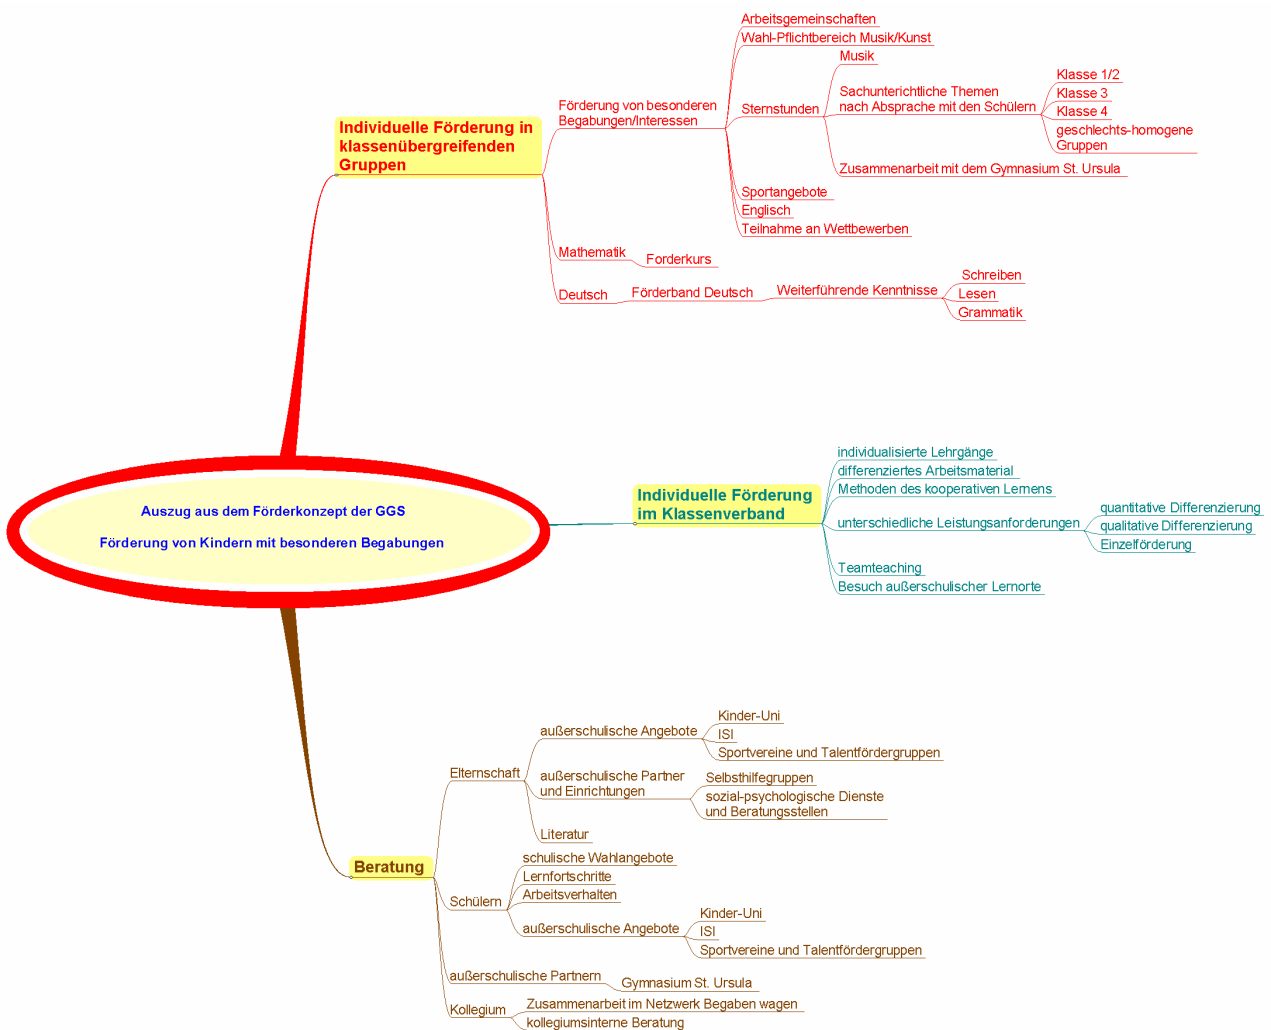 Individuelle Förderung in
klassenübergreifenden
Gruppen
Förderung von besonderen
Begabungen/Interessen
Arbeitsgemeinschaften
Wahl-Pflichtbereich Musik/Kunst
Sternstunden
Musik
Sachunterichtliche Themen
nach Absprache mit den Schülern
Klasse 1/2
Klasse 3
Klasse 4
geschlechts-homogene
Gruppen
Zusammenarbeit mit dem Gymnasium St. Ursula
Sportangebote
Englisch
Teilnahme an Wettbewerben
Mathematik
Forderkurs
Deutsch
Förderband Deutsch
Weiterführende Kenntnisse
Schreiben
Lesen
Grammatik
Auszug aus dem Förderkonzept der GGS
Förderung von Kindern mit besonderen Begabungen
Individuelle Förderung
im Klassenverband
individualisierte Lehrgänge
differenziertes Arbeitsmaterial
Methoden des kooperativen Lernens
unterschiedliche Leistungsanforderungen
quantitative Differenzierung
qualitative Differenzierung
Einzelförderung
Teamteaching
Besuch außerschulischer Lernorte
Beratung
Elternschaft
außerschulische Angebote
Kinder-Uni
ISI
Sportvereine und Talentfördergruppen
außerschulische Partner
und Einrichtungen
Selbsthilfegruppen
sozial-psychologische Dienste
und Beratungsstellen
Literatur
Schülern
schulische Wahlangebote
Lernfortschritte
Arbeitsverhalten
außerschulische Angebote
Kinder-Uni
ISI
Sportvereine und Talentfördergruppen
außerschulische Partnern
Gymnasium St. Ursula
Kollegium
Zusammenarbeit im Netzwerk Begaben wagen
kollegiumsinterne Beratung